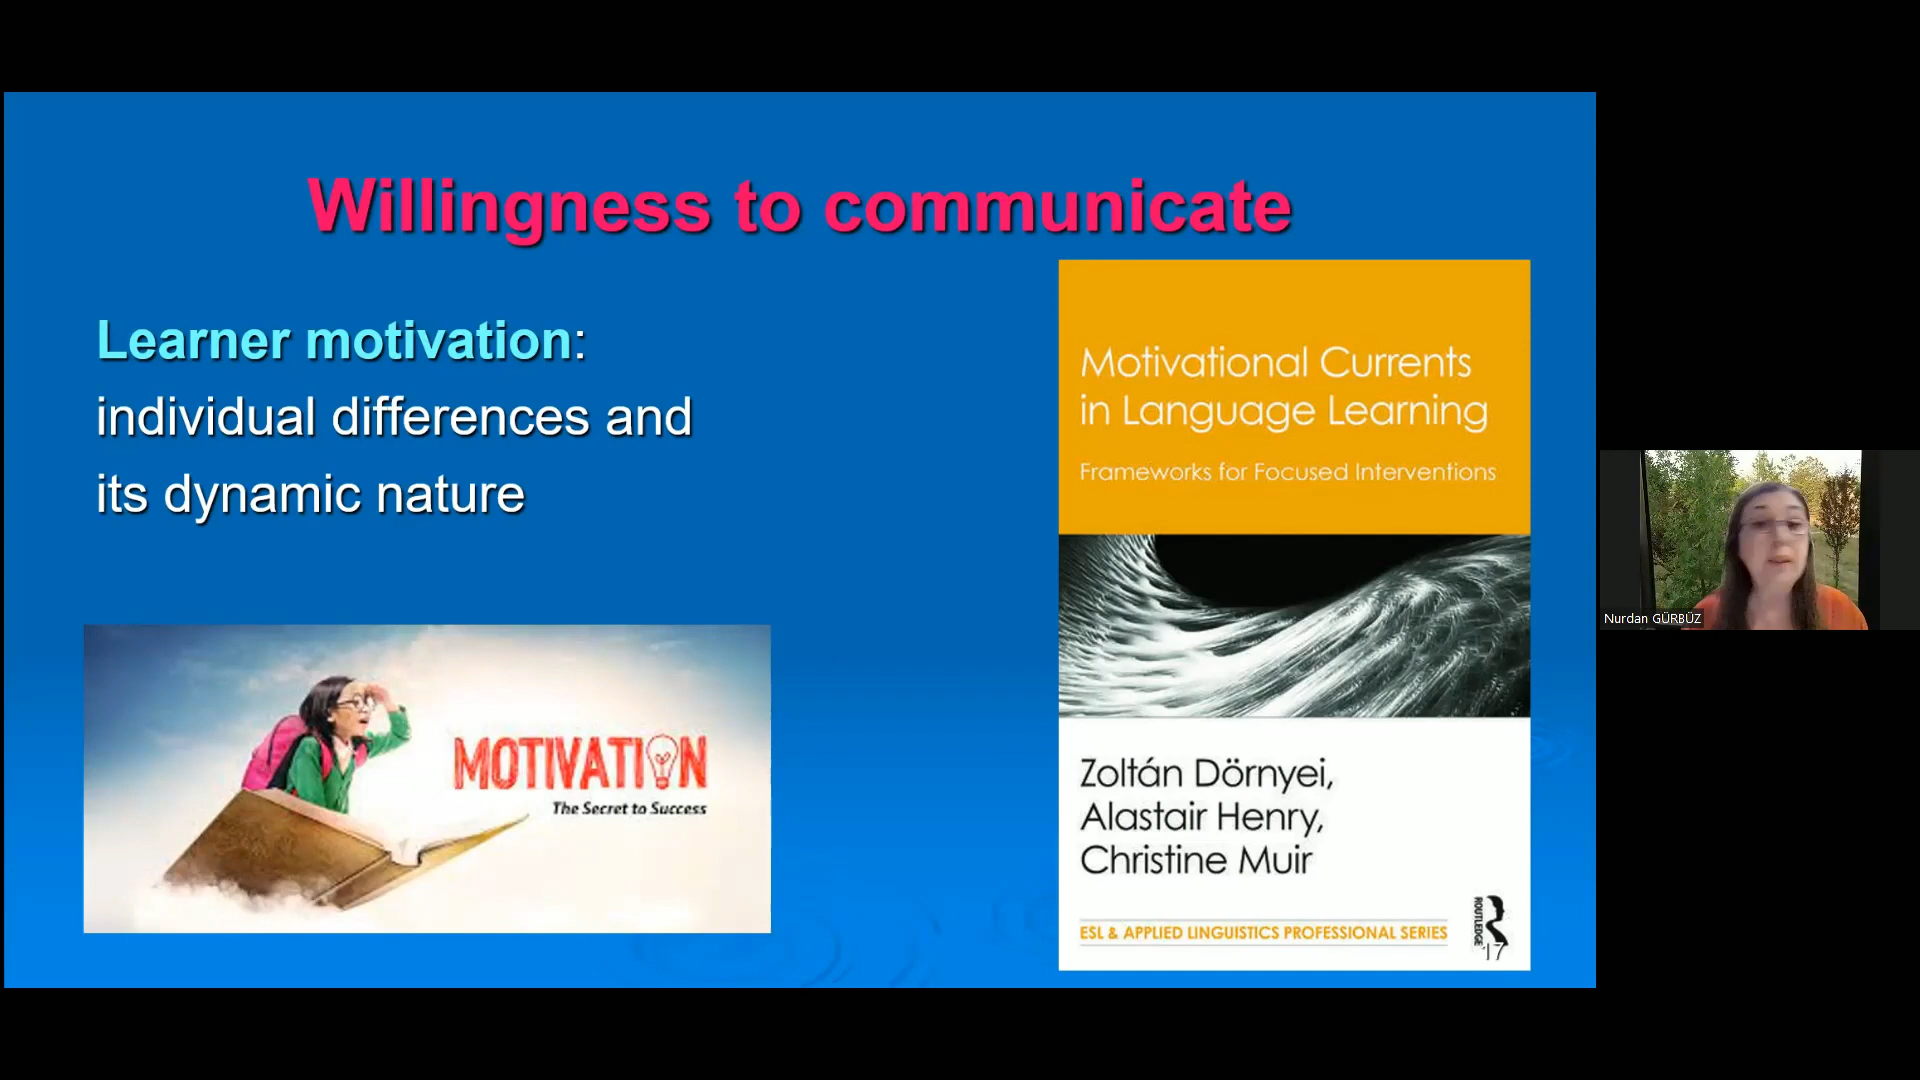 Willingness to communicate
Learner motivation:
individual differences and
its dynamic nature
MOTIVATION
The Secret to Success
Motivational Currents
in Language Learning
Frameworks for Focused Interventions
Zoltán Dörnyei,
Alastair Henry,
Christine Muir
ESL & APPLIED LINGUISTICS PROFESSIONAL SERIES
ROUTLEDGE
'17
Nurdan GÜRBÜZ